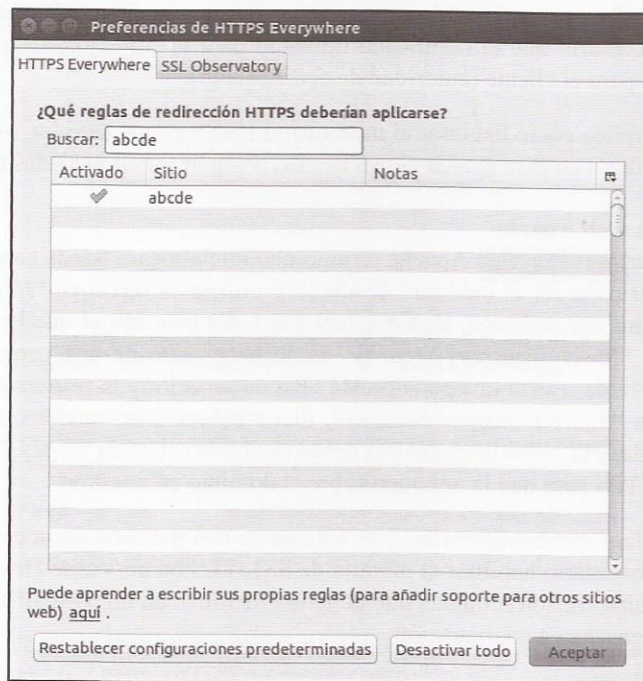 Preferencias de HTTPS Everywhere
HTTPS Everywhere SSL Observatory
¿Qué reglas de redirección HTTPS deberían aplicarse?
Buscar: abcde
Activado Sitio Notas
abcde
Puede aprender a escribir sus propias reglas (para añadir soporte para otros sitios
web) aquí .
Restablecer configuraciones predeterminadas Desactivar todo Aceptar